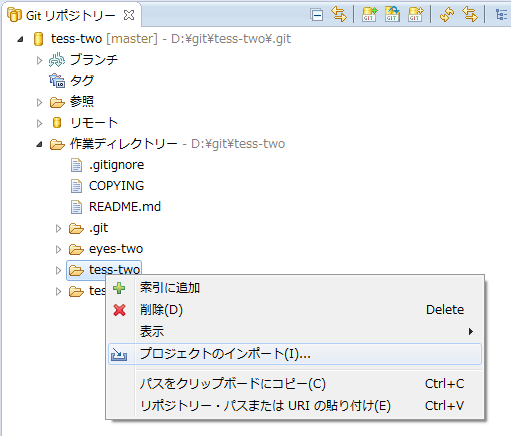 Git リポジトリー
tess-two [master] - D:¥git¥tess-two¥.git
ブランチ
タグ
参照
リモート
作業ディレクトリー - D:¥git¥tess-two
.gitignore
COPYING
README.md
.git
eyes-two
tess-two
tes
索引に追加
削除(D) Delete
表示
プロジェクトのインポート(I)...
パスをクリップボードにコピー(C) Ctrl+C
リポジトリー・パスまたは URI の貼り付け(E) Ctrl+V